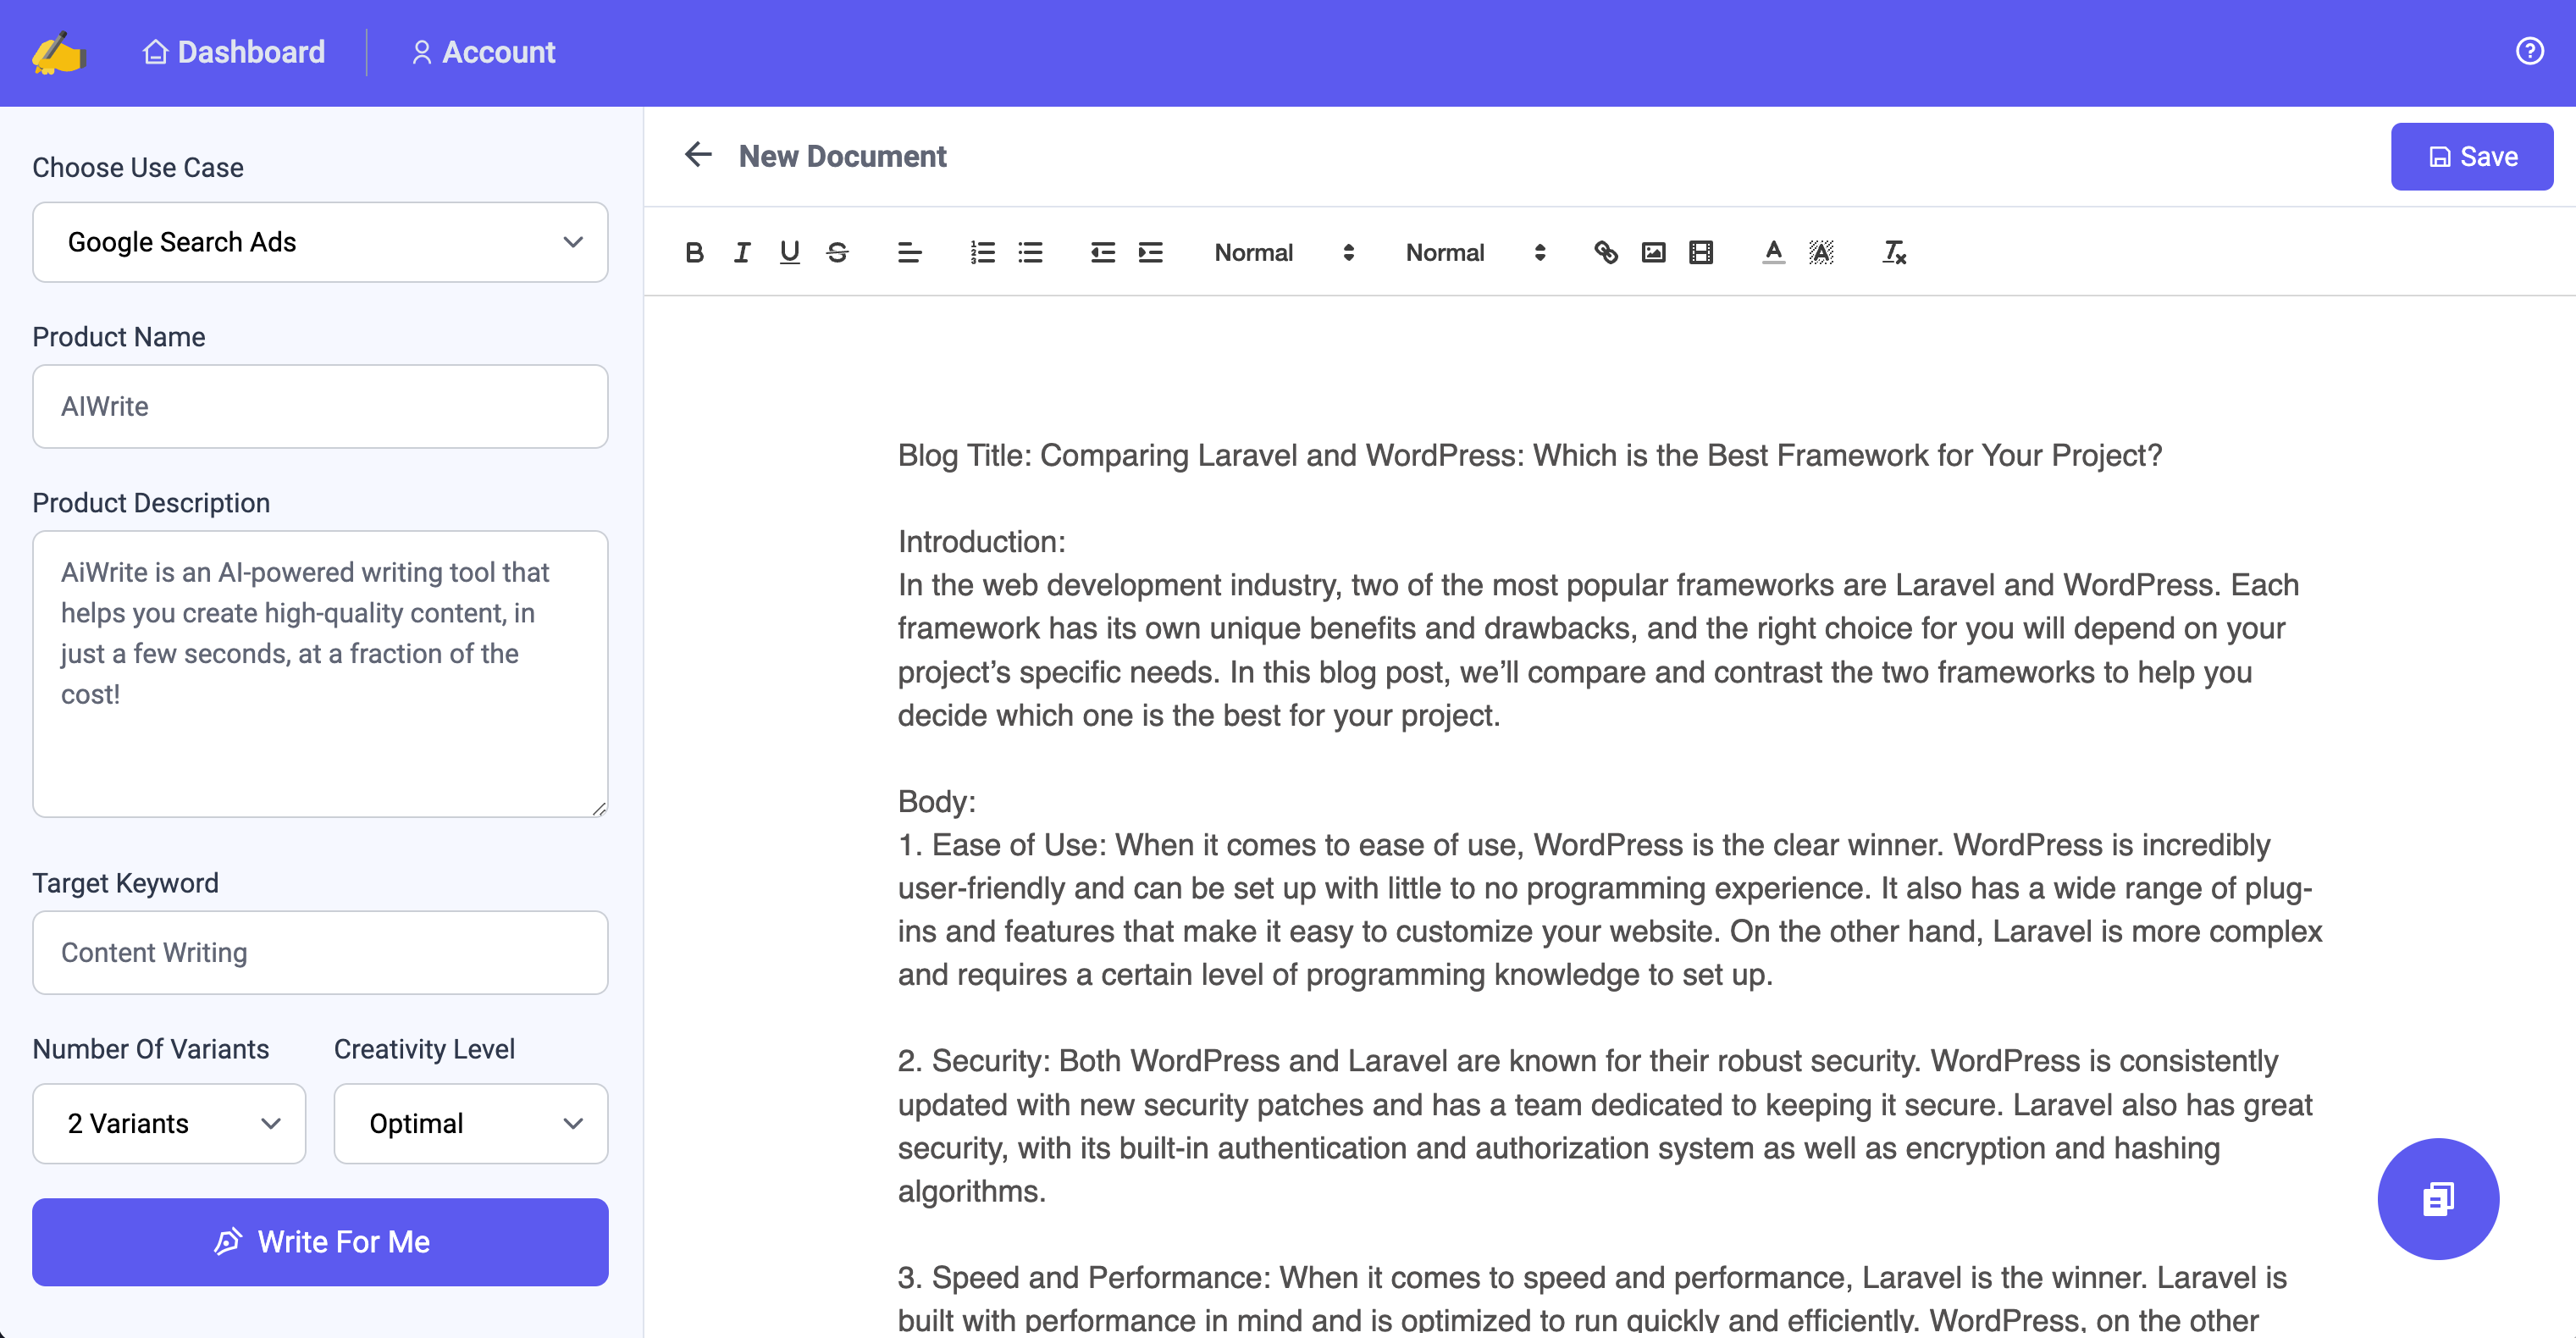 Dashboard
Account
Choose Use Case
Google Search Ads
Product Name
AIWrite
Product Description
AiWrite is an AI-powered writing tool that
helps you create high-quality content, in
just a few seconds, at a fraction of the
cost!
Target Keyword
Content Writing
Number Of Variants
Creativity Level
2 Variants
Optimal
Write For Me
New Document
Save
Normal
Normal
Blog Title: Comparing Laravel and WordPress: Which is the Best Framework for Your Project?
Introduction:
In the web development industry, two of the most popular frameworks are Laravel and WordPress. Each
framework has its own unique benefits and drawbacks, and the right choice for you will depend on your
project’s specific needs. In this blog post, we’ll compare and contrast the two frameworks to help you
decide which one is the best for your project.
Body:
1. Ease of Use: When it comes to ease of use, WordPress is the clear winner. WordPress is incredibly
user-friendly and can be set up with little to no programming experience. It also has a wide range of plug-
ins and features that make it easy to customize your website. On the other hand, Laravel is more complex
and requires a certain level of programming knowledge to set up.
2. Security: Both WordPress and Laravel are known for their robust security. WordPress is consistently
updated with new security patches and has a team dedicated to keeping it secure. Laravel also has great
security, with its built-in authentication and authorization system as well as encryption and hashing
algorithms.
3. Speed and Performance: When it comes to speed and performance, Laravel is the winner. Laravel is
built with performance in mind and is optimized to run quickly and efficiently. WordPress, on the other